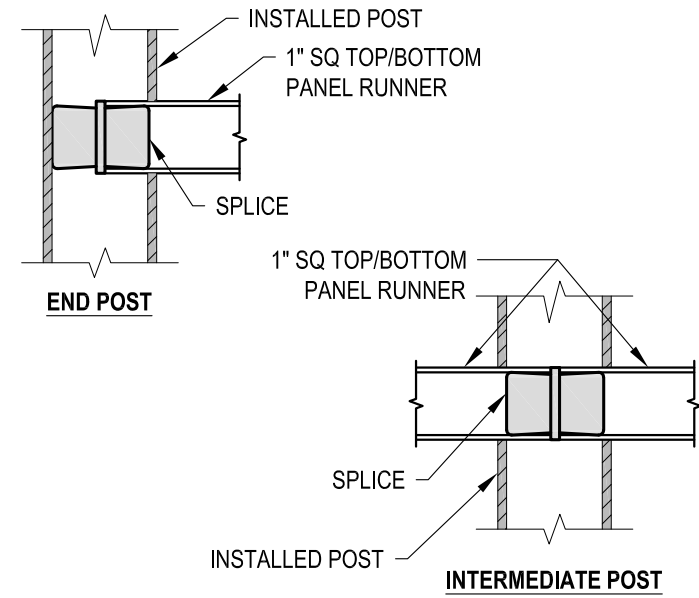 INSTALLED POST
1" SQ TOP/BOTTOM
PANEL RUNNER
SPLICE
END POST
1" SQ TOP/BOTTOM
PANEL RUNNER
SPLICE
INSTALLED POST
INTERMEDIATE POST